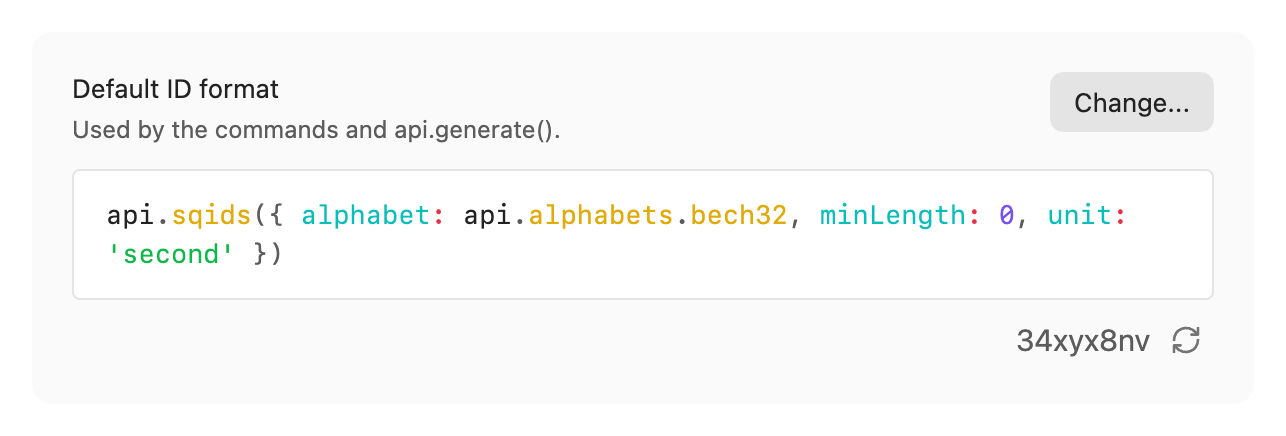 Default ID format
Change...
Used by the commands and api.generate().
api.sqids({ alphabet: api.alphabets.bech32, minLength: 0, unit:
'second' })
34xyx8nv